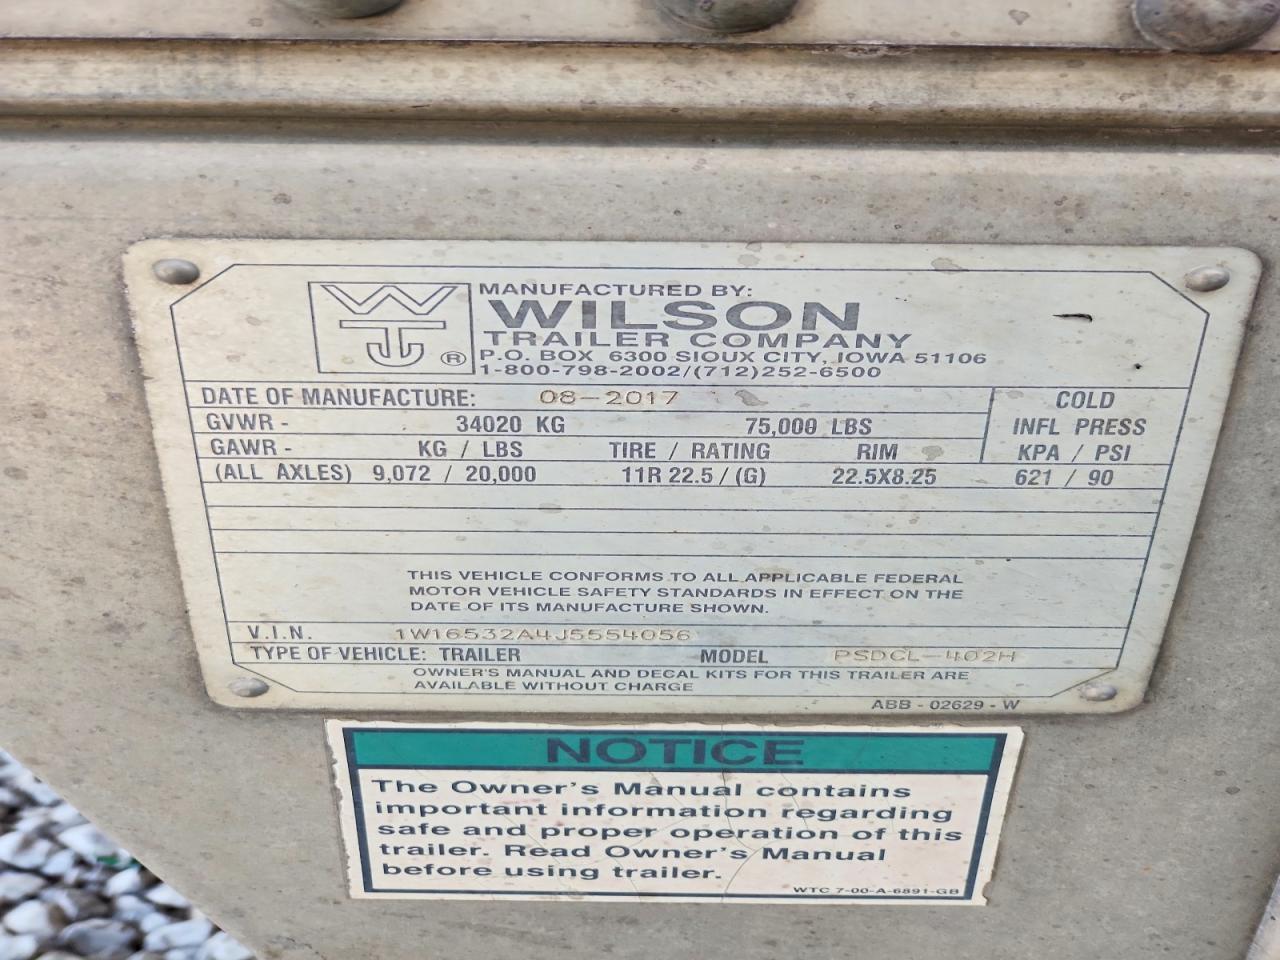 MANUFACTURED BY:
WILSON
TRAILER COMPANY
P.O. BOX 6300 SIOUX CITY, IOWA 51106
1-800-798-2002/(712)252-6500
WT ®
DATE OF MANUFACTURE: 08-2017 COLD
GVWR - 34020 KG 75,000 LBS INFL PRESS
GAWR - KG / LBS TIRE / RATING RIM KPA / PSI
(ALL AXLES) 9,072 / 20,000 11R 22.5 / (G) 22.5X8.25 621 / 90
THIS VEHICLE CONFORMS TO ALL APPLICABLE FEDERAL
MOTOR VEHICLE SAFETY STANDARDS IN EFFECT ON THE
DATE OF ITS MANUFACTURE SHOWN.
V.I.N. 1W16532A4J5554056
TYPE OF VEHICLE: TRAILER MODEL PSDCL-402H
OWNER'S MANUAL AND DECAL KITS FOR THIS TRAILER ARE
AVAILABLE WITHOUT CHARGE
ABB - 02629 - W
NOTICE
The Owner's Manual contains
important information regarding
safe and proper operation of this
trailer. Read Owner's Manual
before using trailer.
WTC 7-00-A-6891-GB